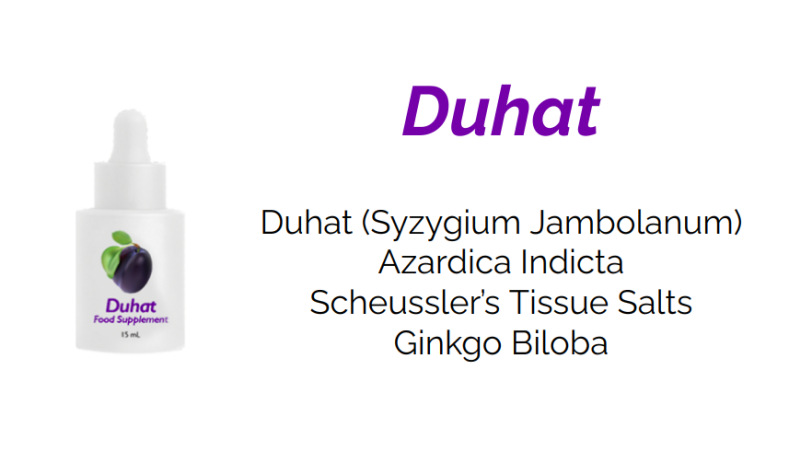 Duhat
Duhat (Syzygium Jambolanum)
Azardica Indicta
Scheussler’s Tissue Salts
Ginkgo Biloba
Duhat
Food Supplement
15 mL